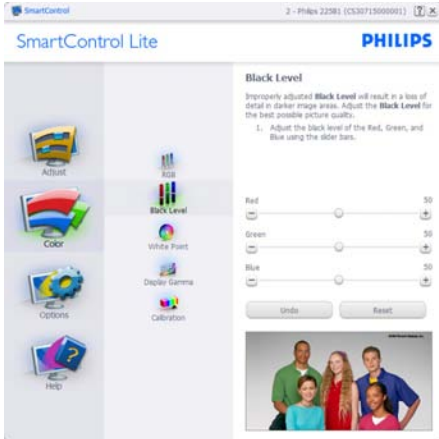 SmartControl
2 - Philips 225B1 (CS30715000001)
SmartControl Lite
PHILIPS
Adjust
Color
Options
Help
RGB
Black Level
White Point
Display Gamma
Calibration
Black Level
Improperly adjusted Black Level will result in a loss of
detail in darker image areas. Adjust the Black Level for
the best possible picture quality.
1. Adjust the black level of the Red, Green, and
Blue using the slider bars.
Red 50
Green 50
Blue 50
Undo Reset